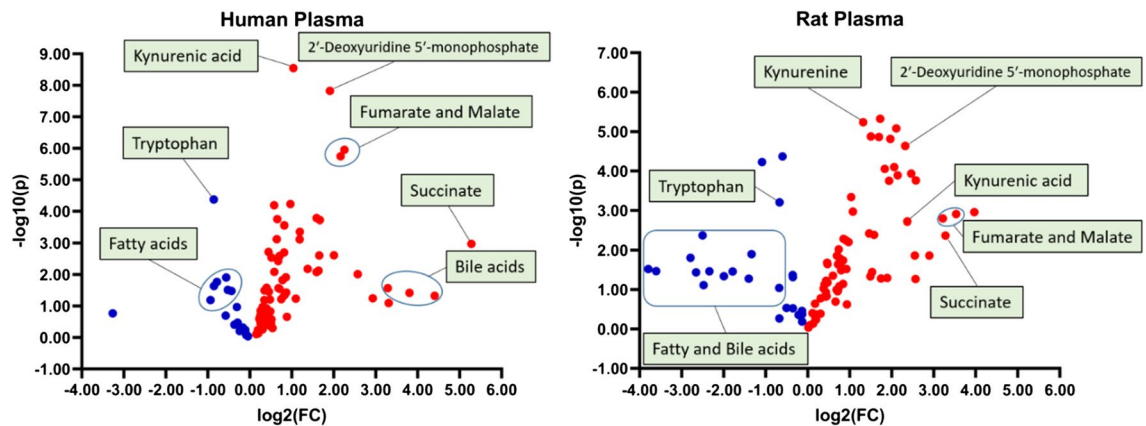 Human Plasma
9.00
8.00
7.00
6.00
5.00
4.00
3.00
2.00
1.00
0.00
-1.00
-log10(p)
-4.00 -3.00 -2.00 -1.00 0.00 1.00 2.00 3.00 4.00 5.00 6.00
log2(FC)
Kynurenic acid
2′-Deoxyuridine 5′-monophosphate
Fumarate and Malate
Tryptophan
Succinate
Fatty acids
Bile acids
Rat Plasma
7.00
6.00
5.00
4.00
3.00
2.00
1.00
0.00
-1.00
-log10(p)
-4.00 -3.00 -2.00 -1.00 0.00 1.00 2.00 3.00 4.00 5.00 6.00
log2(FC)
Kynurenine
2′-Deoxyuridine 5′-monophosphate
Tryptophan
Kynurenic acid
Fumarate and Malate
Succinate
Fatty and Bile acids